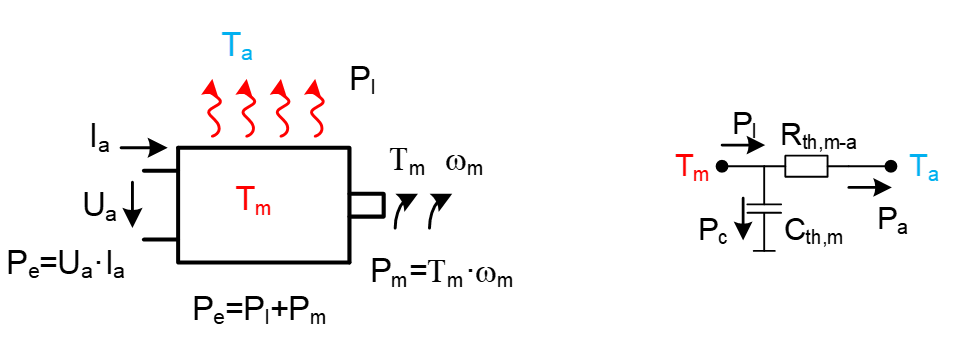 Tₐ
Pₗ
Iₐ
Tₘ ωₘ
Uₐ
Tₘ
Pₑ=Uₐ·Iₐ
Pₘ=Tₘ·ωₘ
Pₑ=Pₗ+Pₘ
Pₗ
Rₜₕ,ₘ₋ₐ
Tₘ
Tₐ
Pₐ
P_c
Cₜₕ,ₘ